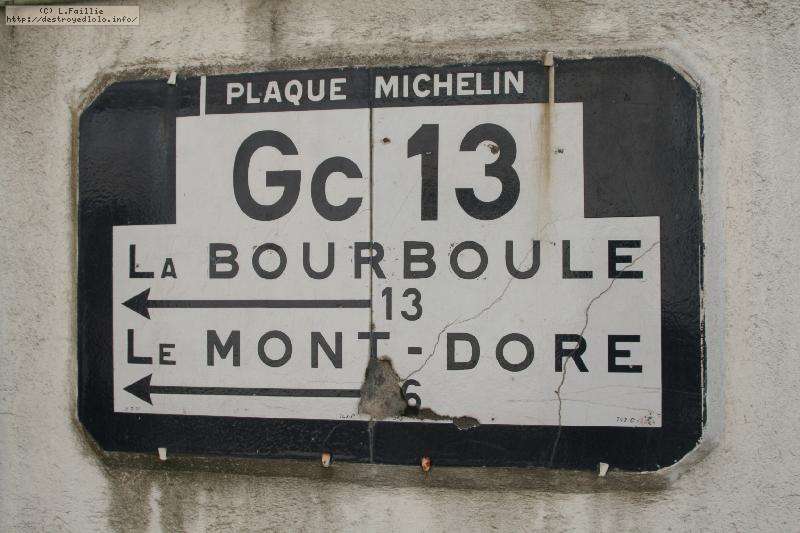 (C) L.Faillie
http://destroyedlolo.info/
PLAQUE MICHELIN
Gc 13
LA BOURBOULE
13
LE MONT-DORE
6